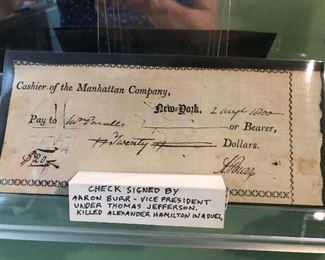 Cashier of the Manhattan Company,
New-York, 2 augt 1800
Pay to or Bearer,
Twenty Dollars.
$20
A Burr
CHECK SIGNED BY
AARON BURR - VICE PRESIDENT
UNDER THOMAS JEFFERSON.
KILLED ALEXANDER HAMILTON IN A DUEL,